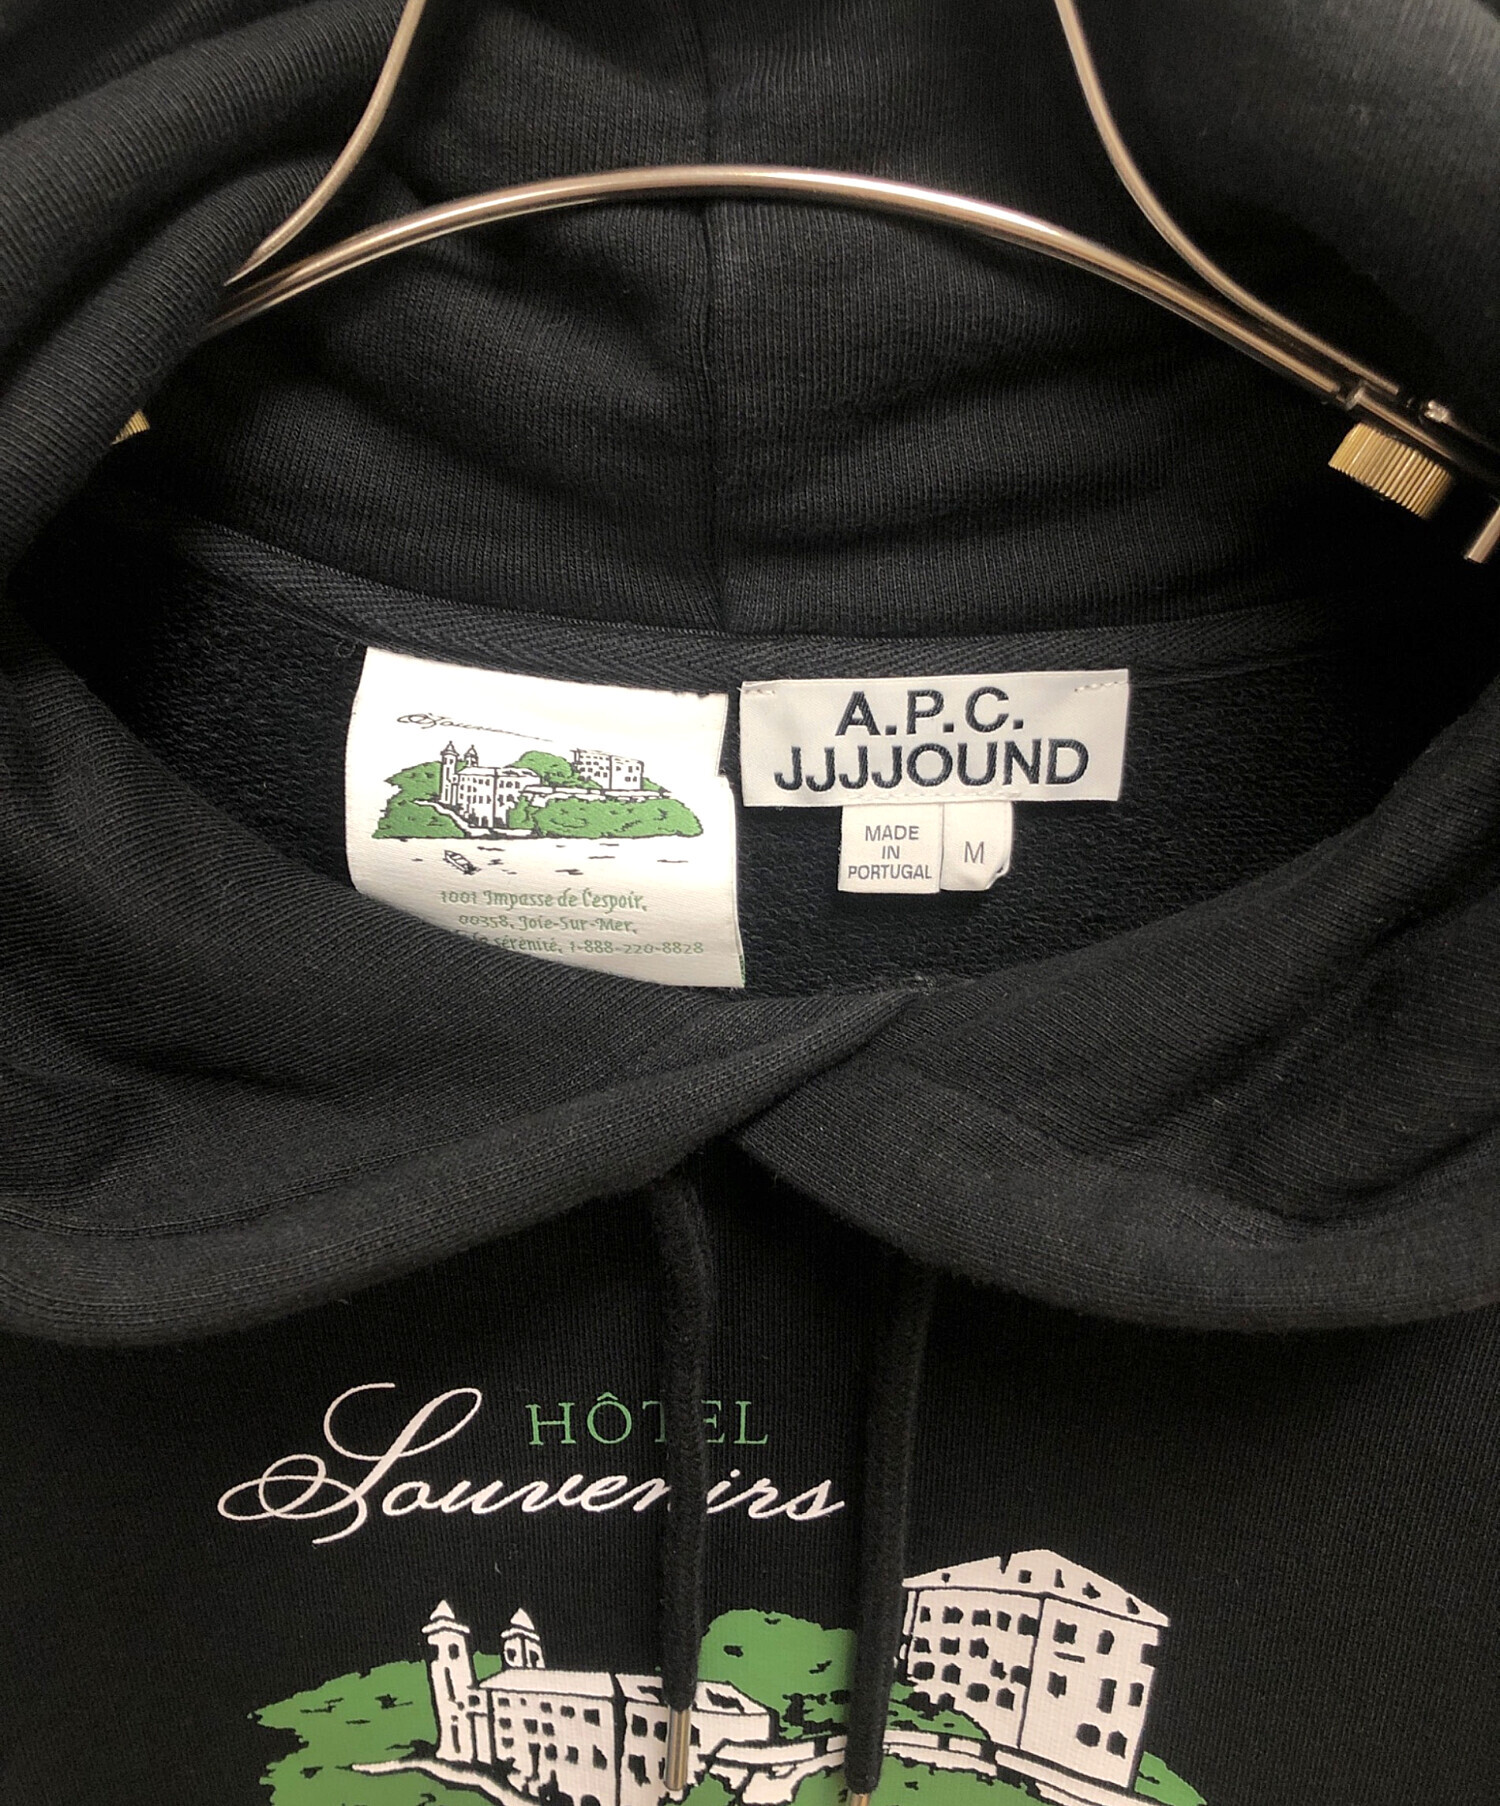 Souvenirs
1001 Impasse de l'espoir,
00358, Joie-Sur-Mer,
sérénité, 1-888-220-8828
A.P.C.
JJJJOUND
MADE
IN
PORTUGAL
M
HÔTEL
Souvenirs